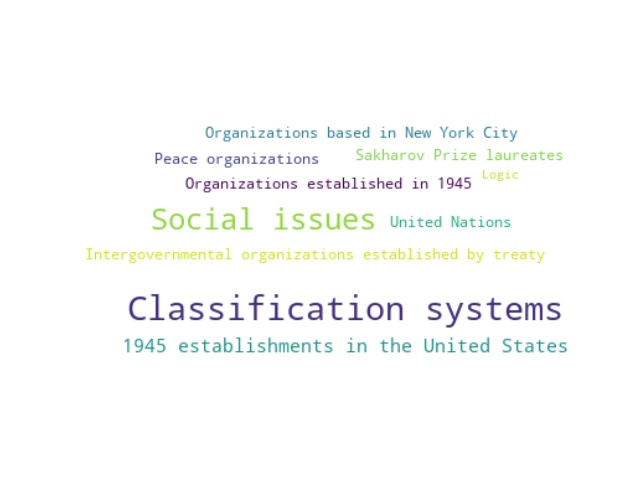 Organizations based in New York City
Peace organizations
Sakharov Prize laureates
Organizations established in 1945
Logic
Social issues
United Nations
Intergovernmental organizations established by treaty
Classification systems
1945 establishments in the United States